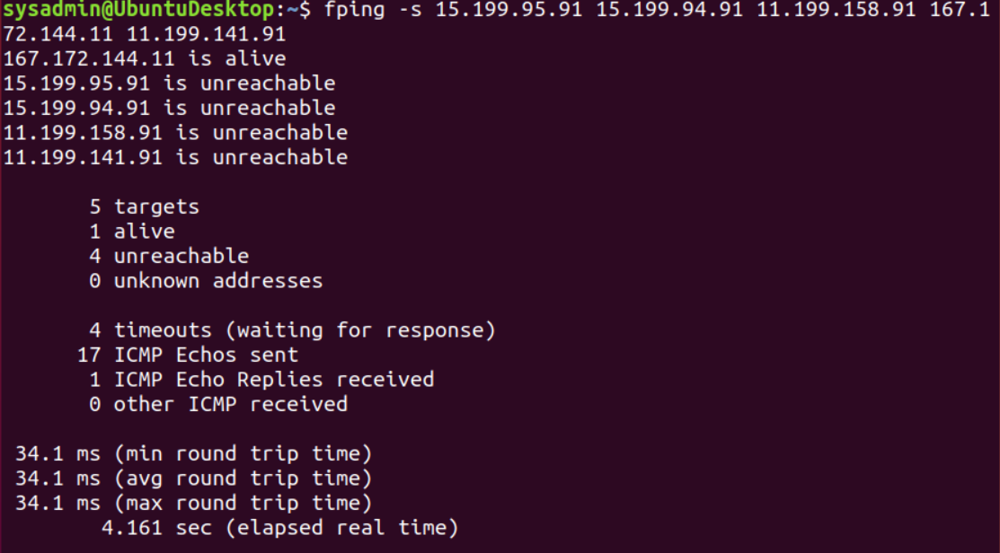 sysadmin@UbuntuDesktop:~$ fping -s 15.199.95.91 15.199.94.91 11.199.158.91 167.1
72.144.11 11.199.141.91
167.172.144.11 is alive
15.199.95.91 is unreachable
15.199.94.91 is unreachable
11.199.158.91 is unreachable
11.199.141.91 is unreachable
5 targets
1 alive
4 unreachable
0 unknown addresses
4 timeouts (waiting for response)
17 ICMP Echos sent
1 ICMP Echo Replies received
0 other ICMP received
34.1 ms (min round trip time)
34.1 ms (avg round trip time)
34.1 ms (max round trip time)
4.161 sec (elapsed real time)